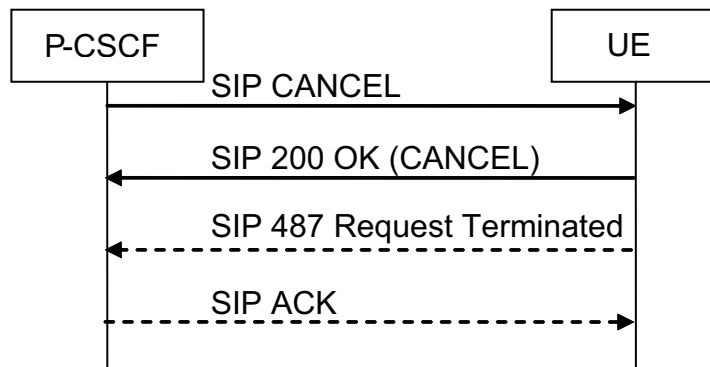 P-CSCF
UE
SIP CANCEL
SIP 200 OK (CANCEL)
SIP 487 Request Terminated
SIP ACK